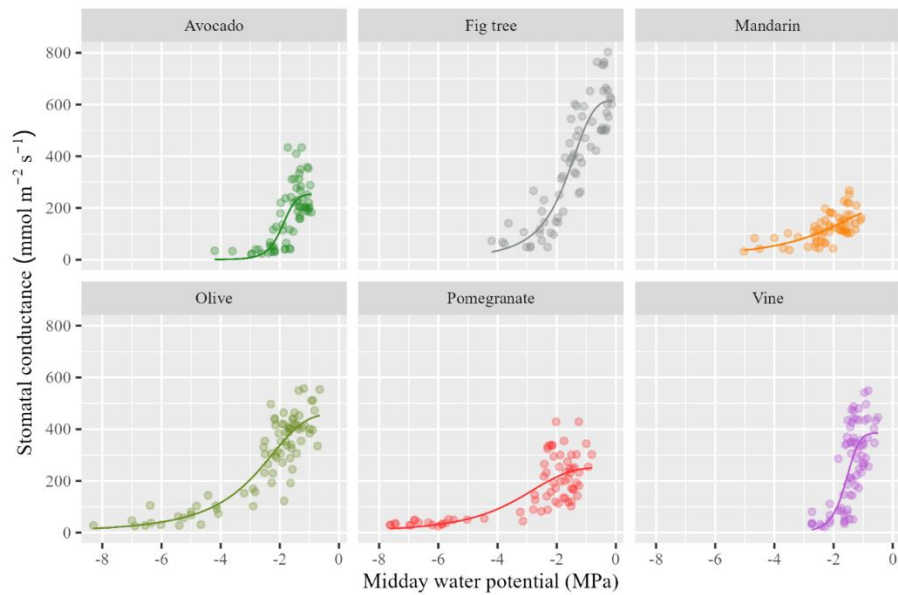 Avocado Fig tree Mandarin
800
600
400
200
0
Olive Pomegranate Vine
800
600
400
200
0
-8 -6 -4 -2 0 -8 -6 -4 -2 0 -8 -6 -4 -2 0
Midday water potential (MPa)
Stomatal conductance (mmol m⁻² s⁻¹)